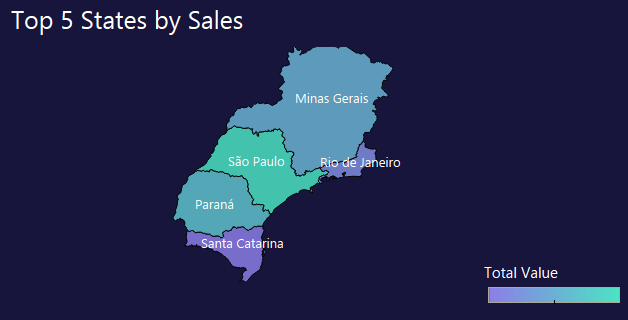 Top 5 States by Sales
Minas Gerais
São Paulo
Rio de Janeiro
Paraná
Santa Catarina
Total Value